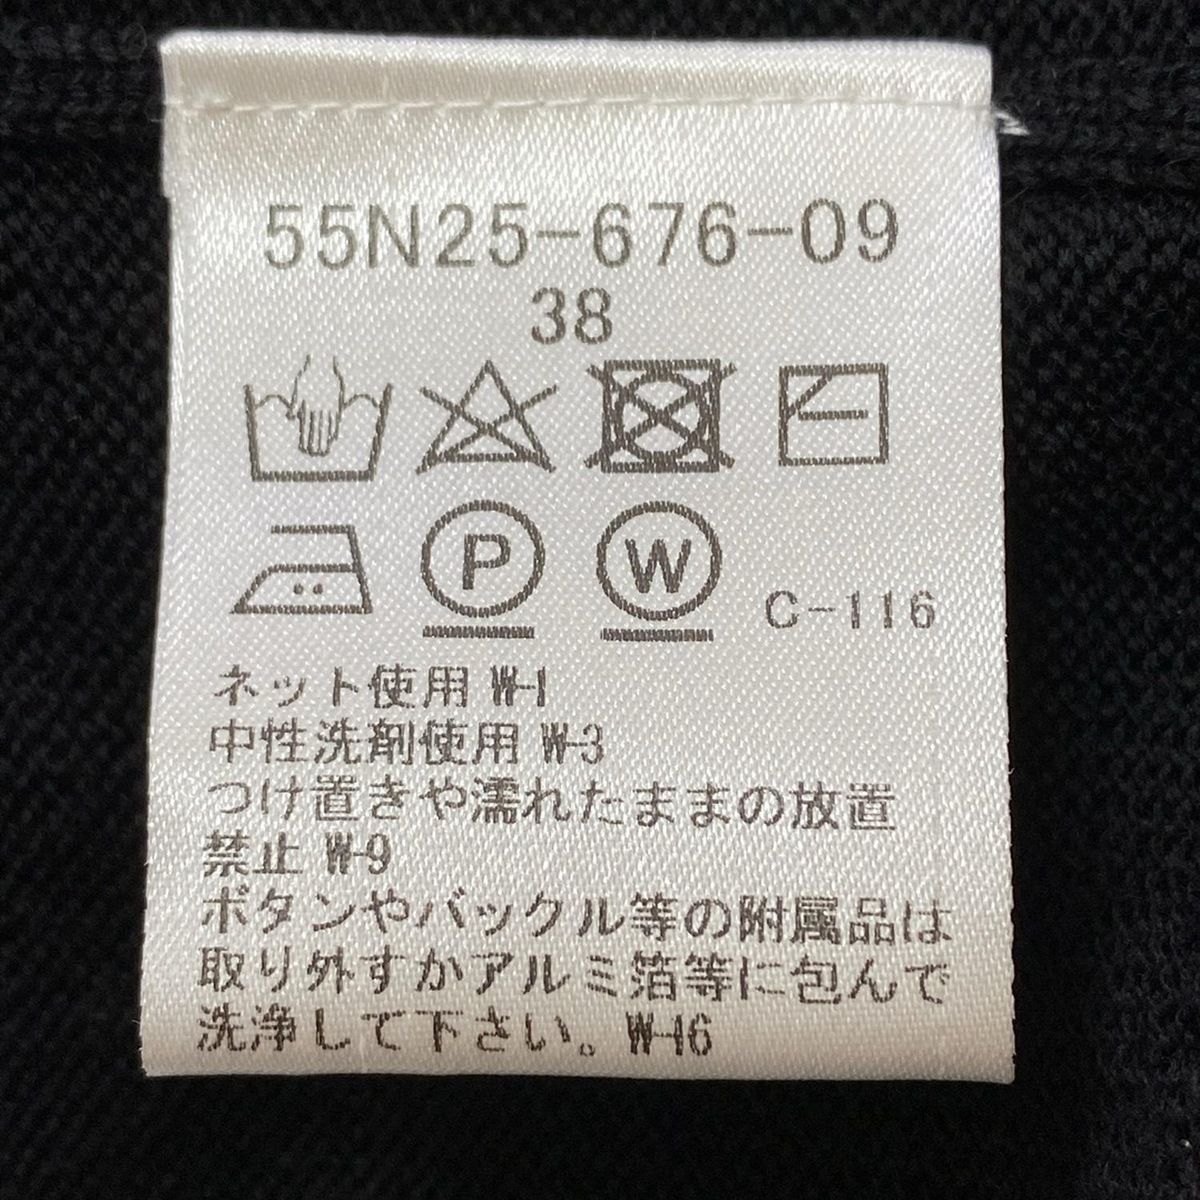 55N25-676-09
38
P W C-116
ネット使用 W-1
中性洗剤使用 W-3
つけ置きや濡れたままの放置
禁止 W-9
ボタンやバックル等の附属品は
取り外すかアルミ箔等に包んで
洗浄して下さい。W-16